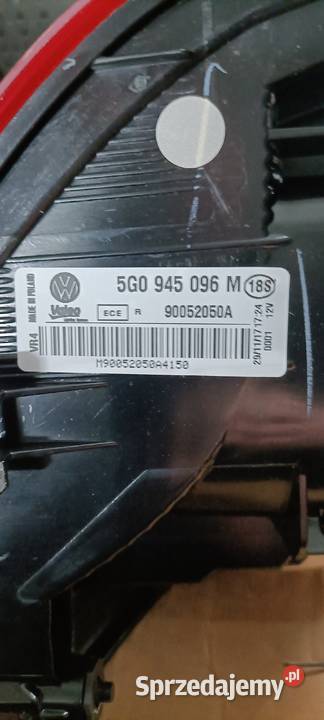 5G0 945 096 M 18S
MADE IN POLAND
Valeo
ECE R 90052050A
VR4
M90052050A4150
29/11/17 17:24
0001 12V
Sprzedajemy.pl